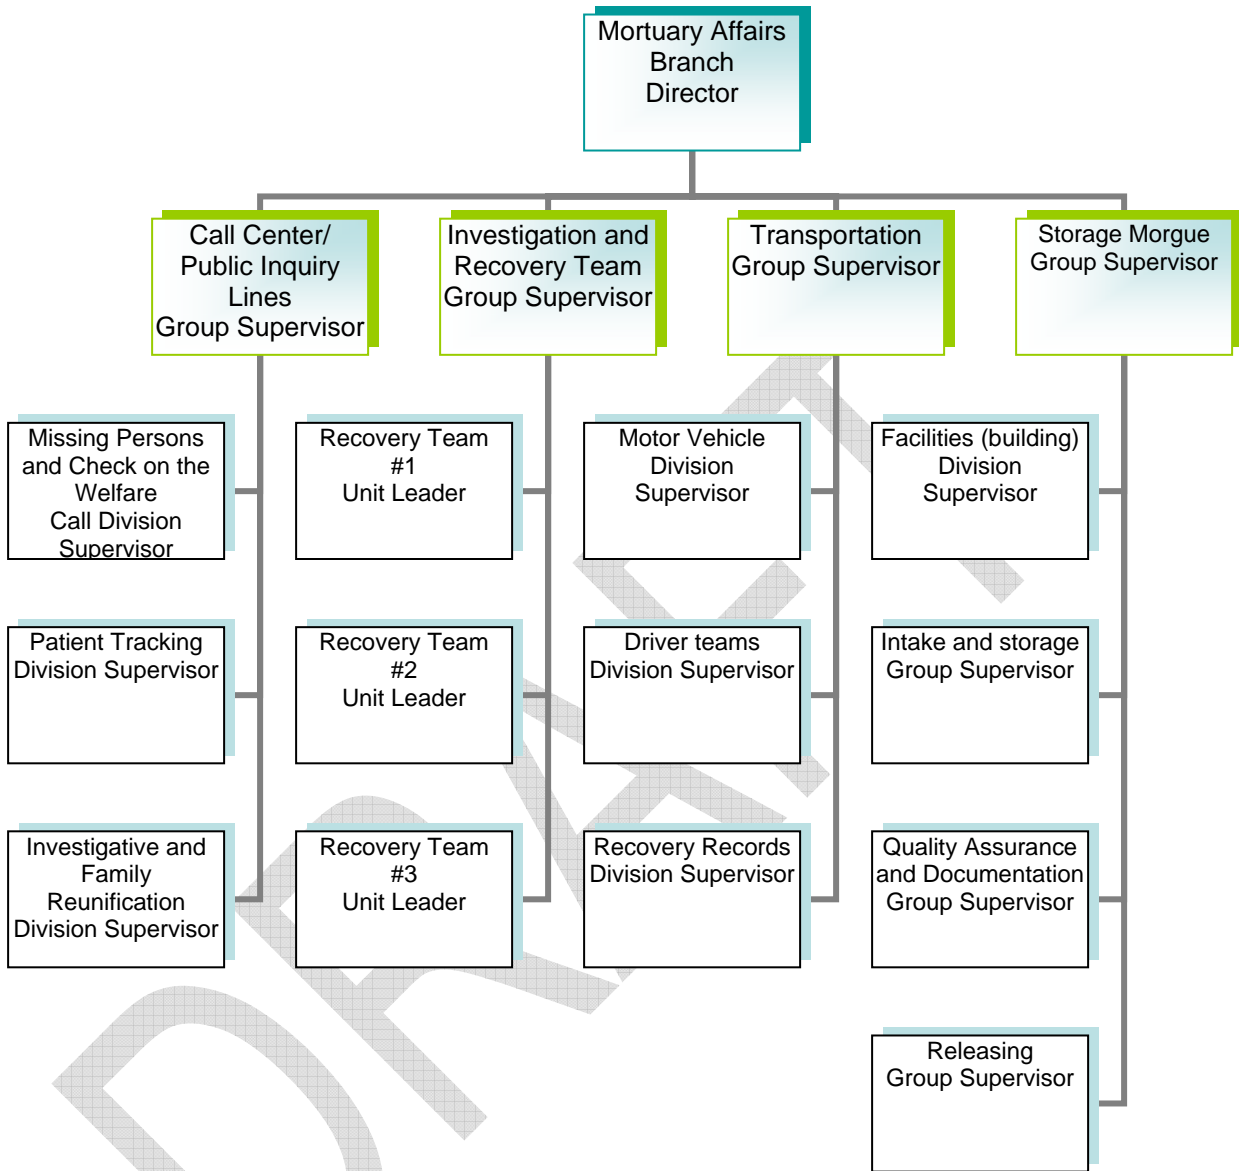 Mortuary Affairs
Branch
Director
Call Center/
Public Inquiry
Lines
Group Supervisor
Investigation and
Recovery Team
Group Supervisor
Transportation
Group Supervisor
Storage Morgue
Group Supervisor
Missing Persons
and Check on the
Welfare
Call Division
Supervisor
Recovery Team
#1
Unit Leader
Motor Vehicle
Division
Supervisor
Facilities (building)
Division
Supervisor
Patient Tracking
Division Supervisor
Recovery Team
#2
Unit Leader
Driver teams
Division Supervisor
Intake and storage
Group Supervisor
Investigative and
Family
Reunification
Division Supervisor
Recovery Team
#3
Unit Leader
Recovery Records
Division Supervisor
Quality Assurance
and Documentation
Group Supervisor
Releasing
Group Supervisor
DRAFT